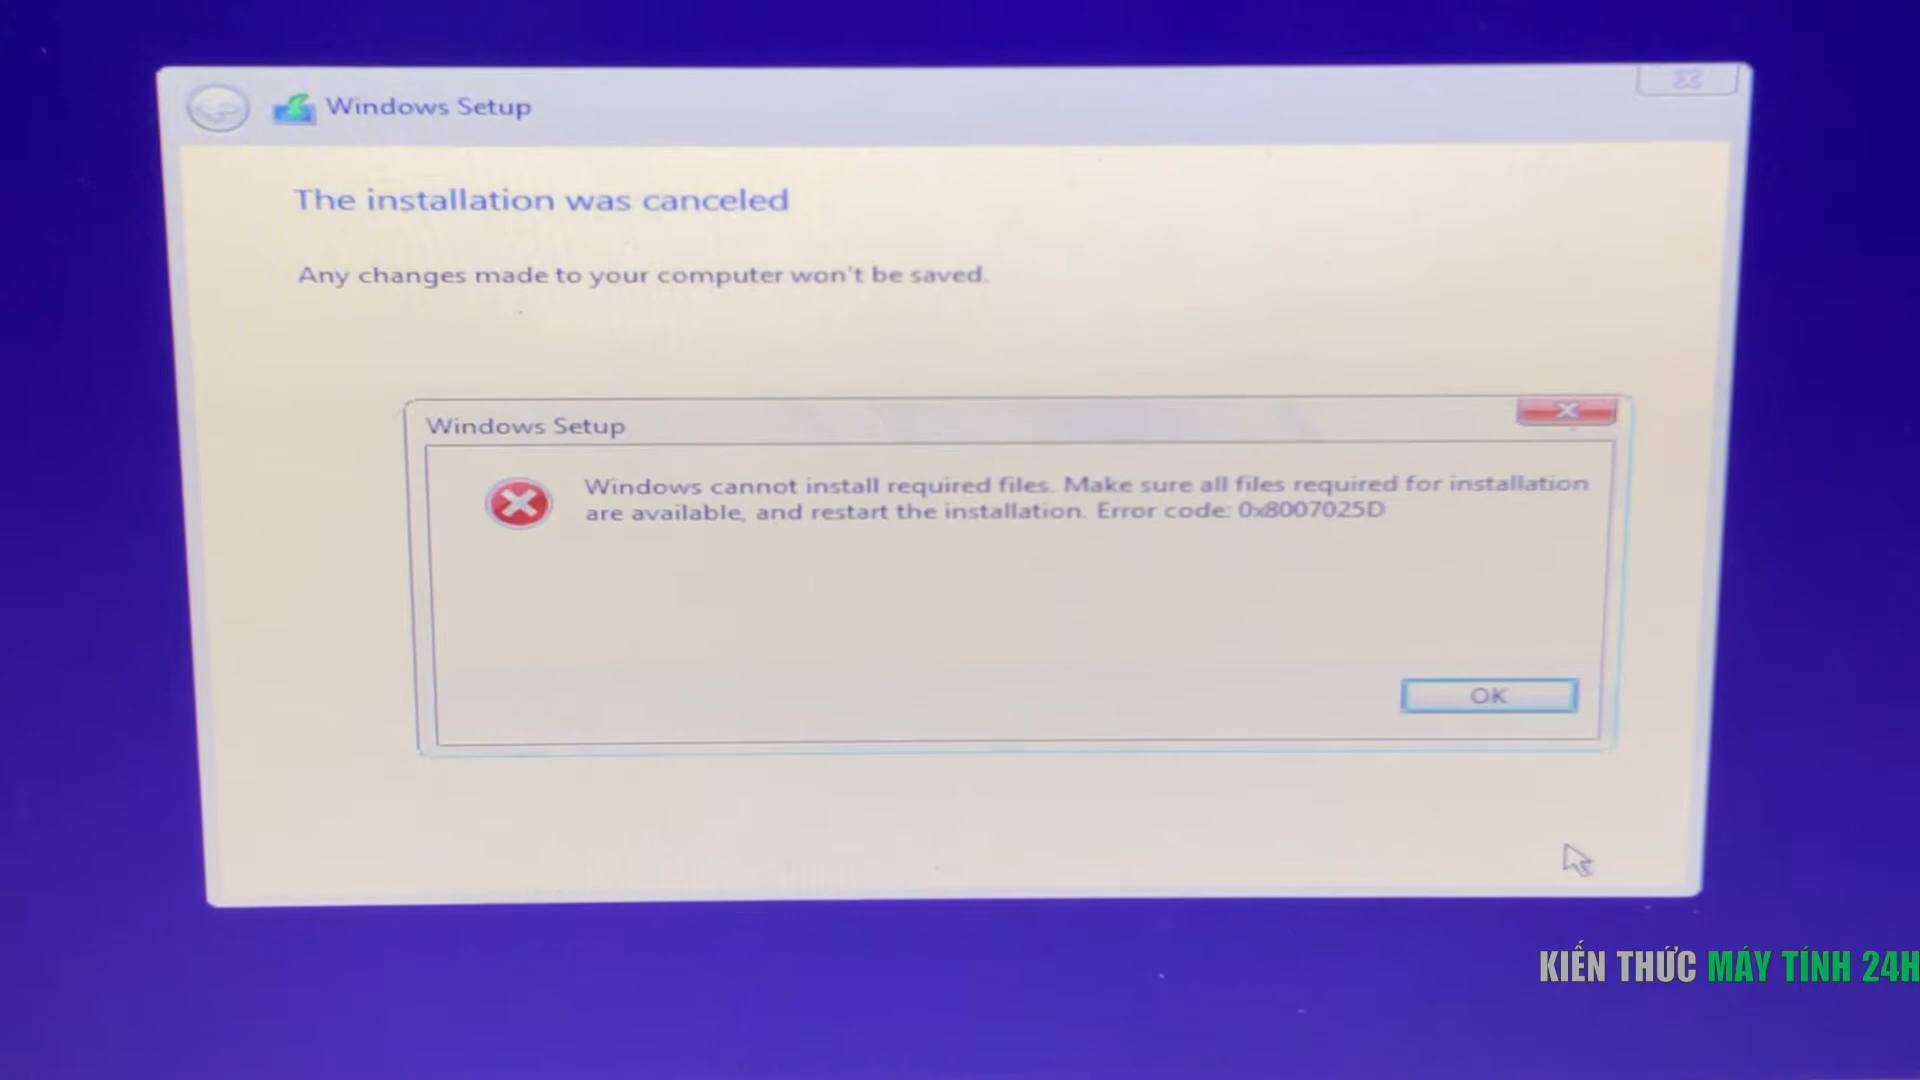 Windows Setup
The installation was canceled
Any changes made to your computer won't be saved.
Windows Setup
Windows cannot install required files. Make sure all files required for installation
are available, and restart the installation. Error code: 0x8007025D
OK
KIẾN THỨC MÁY TÍNH 24H